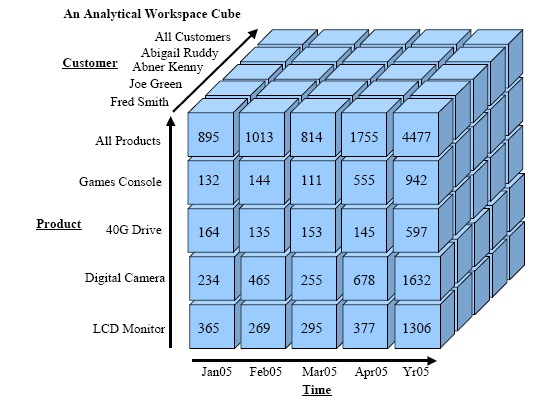 An Analytical Workspace Cube
All Customers
Abigail Ruddy
Customer
Abner Kenny
Joe Green
Fred Smith
All Products 895 1013 814 1755 4477
Games Console 132 144 111 555 942
Product
40G Drive 164 135 153 145 597
Digital Camera 234 465 255 678 1632
LCD Monitor 365 269 295 377 1306
Jan05 Feb05 Mar05 Apr05 Yr05
Time